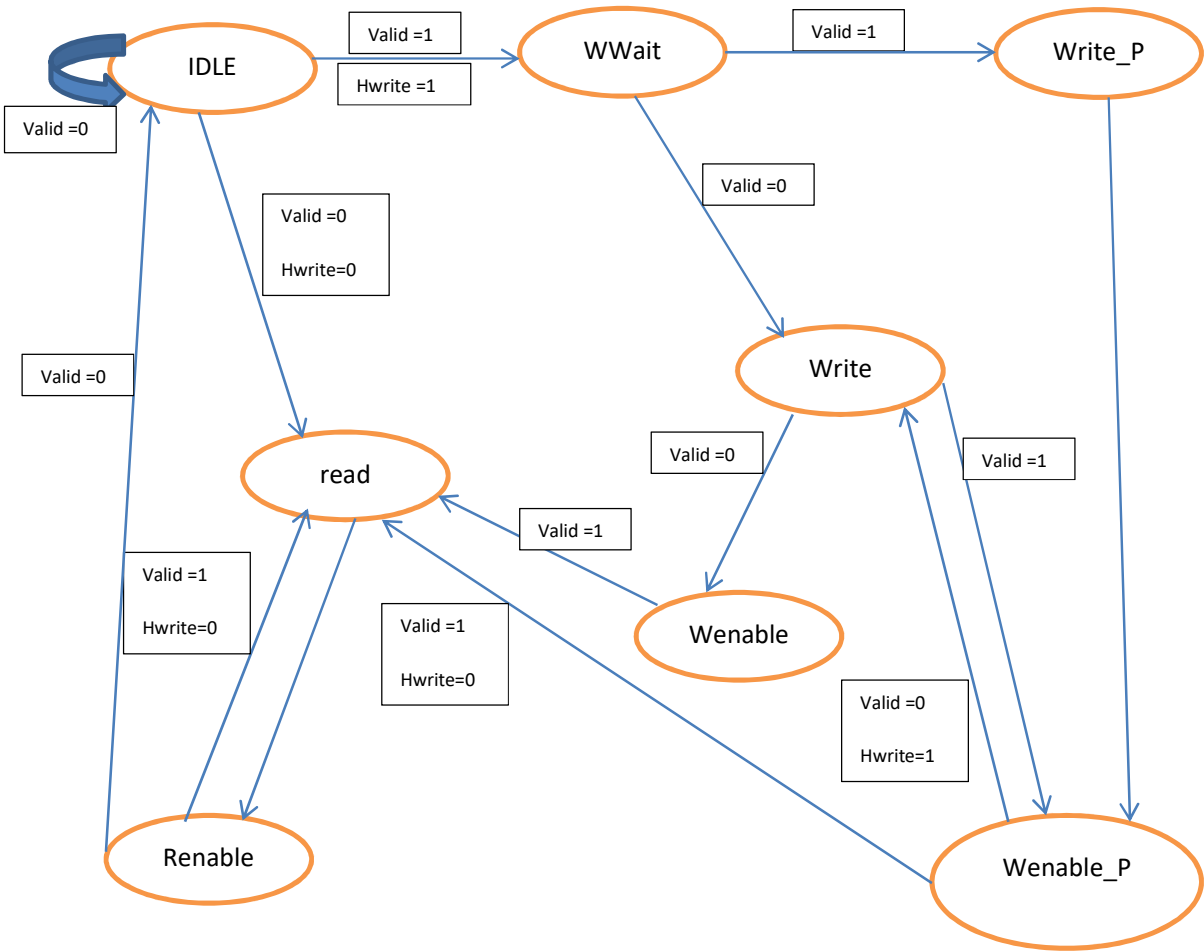 Valid =1
IDLE
WWait
Valid =1
Write_P
Hwrite =1
Valid =0
Valid =0
Valid =0
Hwrite=0
Write
Valid =0
Valid =0
Valid =1
read
Valid =1
Valid =1
Hwrite=0
Valid =1
Hwrite=0
Wenable
Valid =0
Hwrite=1
Renable
Wenable_P